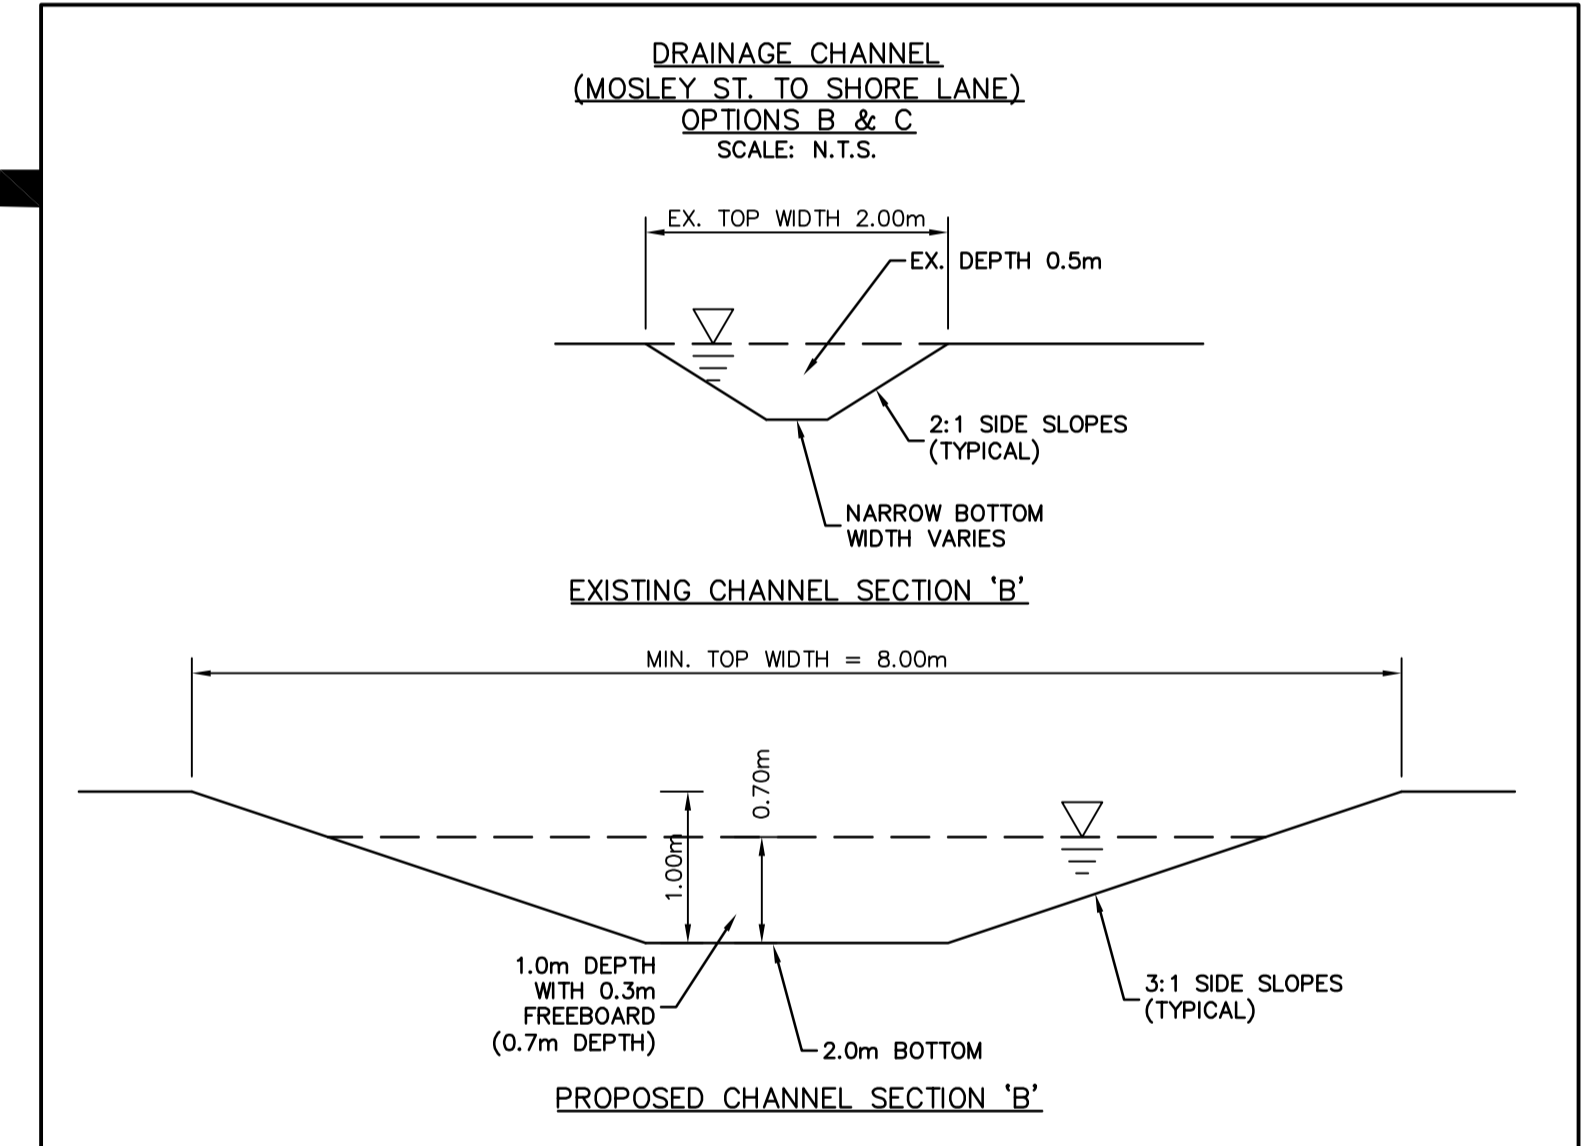 DRAINAGE CHANNEL
(MOSLEY ST. TO SHORE LANE)
OPTIONS B & C
SCALE: N.T.S.
EX. TOP WIDTH 2.00m
EX. DEPTH 0.5m
2:1 SIDE SLOPES
(TYPICAL)
NARROW BOTTOM
WIDTH VARIES
EXISTING CHANNEL SECTION 'B'
MIN. TOP WIDTH = 8.00m
0.70m
1.00m
1.0m DEPTH
WITH 0.3m
FREEBOARD
(0.7m DEPTH)
3:1 SIDE SLOPES
(TYPICAL)
2.0m BOTTOM
PROPOSED CHANNEL SECTION 'B'